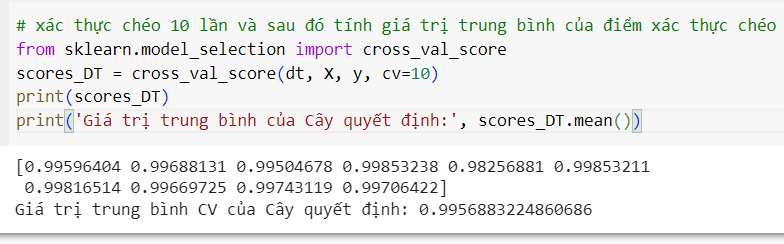 # xác thực chéo 10 lần và sau đó tính giá trị trung bình của điểm xác thực chéo
from sklearn.model_selection import cross_val_score
scores_DT = cross_val_score(dt, X, y, cv=10)
print(scores_DT)
print('Giá trị trung bình của Cây quyết định:', scores_DT.mean())
[0.99596404 0.99688131 0.99504678 0.99853238 0.98256881 0.99853211
0.99816514 0.99669725 0.99743119 0.99706422]
Giá trị trung bình CV của Cây quyết định: 0.9956883224860686